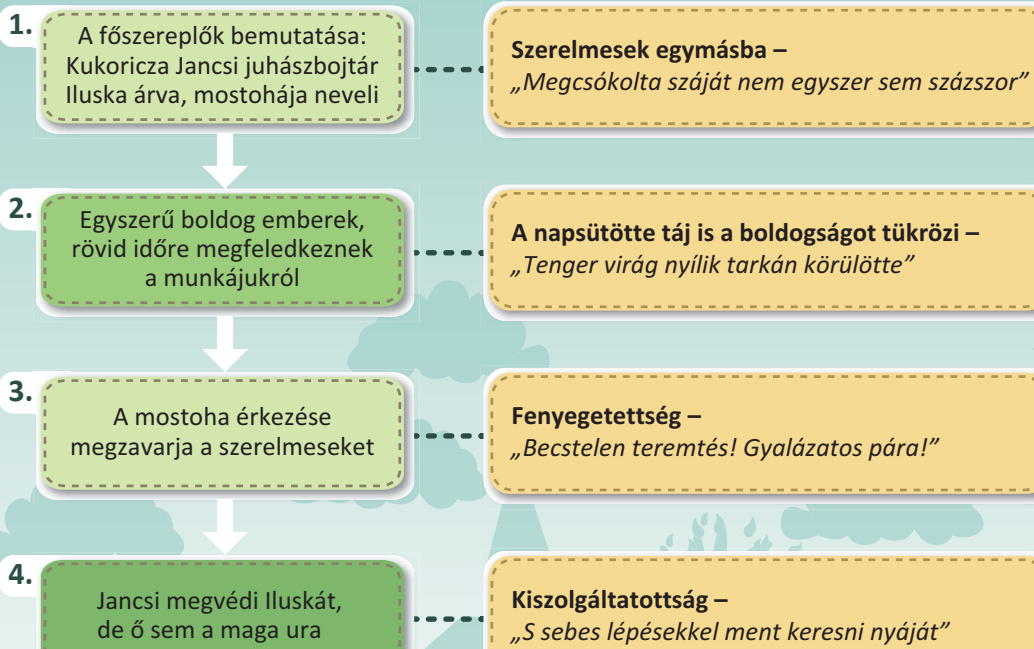 1.
A főszereplők bemutatása:
Kukoricza Jancsi juhászbojtár
Iluska árva, mostohája neveli
Szerelmesek egymásba –
„Megcsókolta száját nem egyszer sem százszor”
2.
Egyszerű boldog emberek,
rövid időre megfeledkeznek
a munkájukról
A napsütötte táj is a boldogságot tükrözi –
„Tenger virág nyílik tarkán körülötte”
3.
A mostoha érkezése
megzavarja a szerelmeseket
Fenyegetettség –
„Becstelen teremtés! Gyalázatos pára!”
4.
Jancsi megvédi Iluskát,
de ő sem a maga ura
Kiszolgáltatottság –
„S sebes lépésekkel ment keresni nyáját”